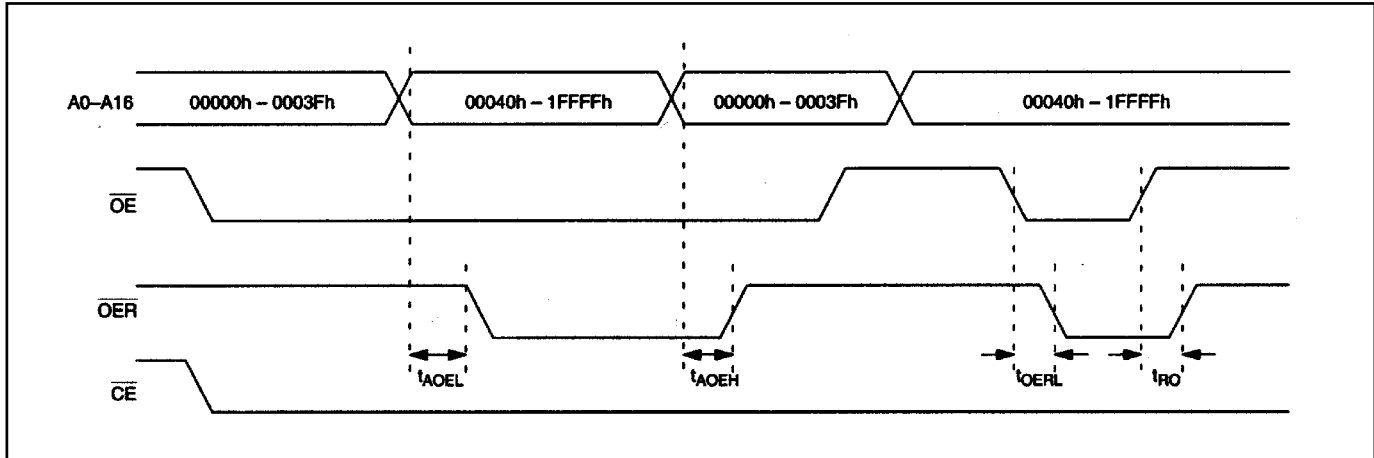 A0–A16 00000h – 0003Fh 00040h – 1FFFFh 00000h – 0003Fh 00040h – 1FFFFh
OE
OER
tAOEL tAOEH tOERL tRO
CE